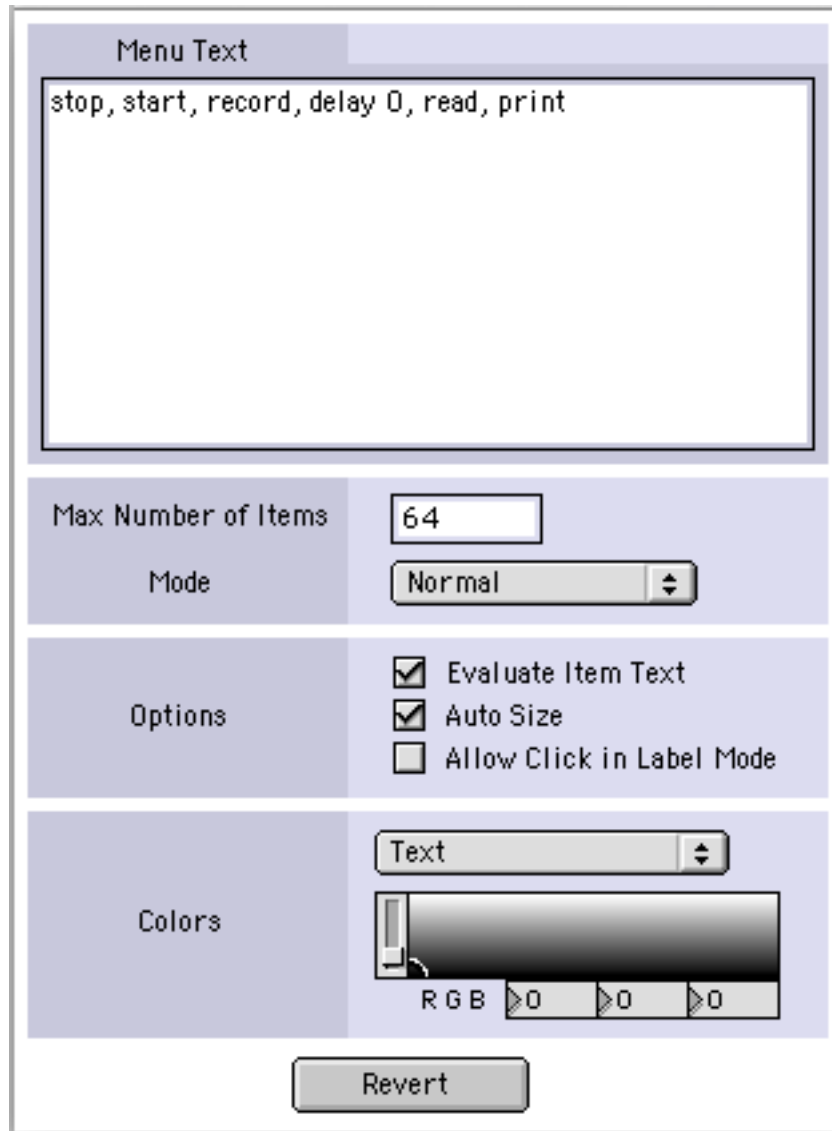 Menu Text
stop, start, record, delay 0, read, print
Max Number of Items 64
Mode Normal
Options
Evaluate Item Text
Auto Size
Allow Click in Label Mode
Text
Colors
R G B 0 0 0
Revert